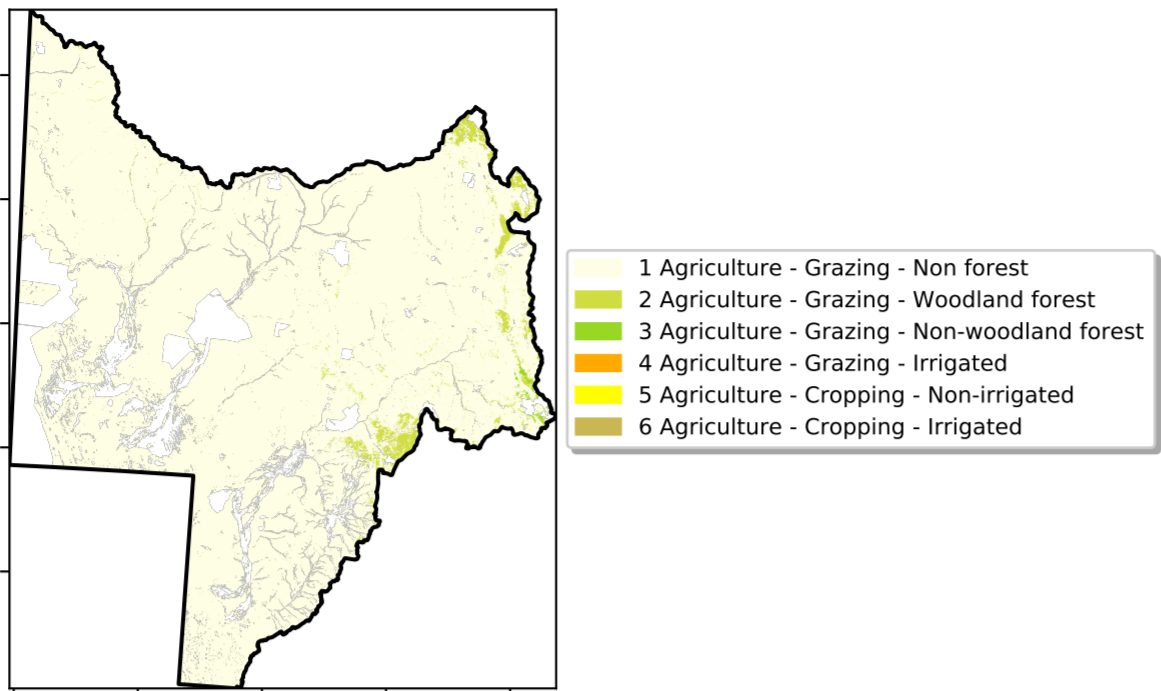 1 Agriculture - Grazing - Non forest
2 Agriculture - Grazing - Woodland forest
3 Agriculture - Grazing - Non-woodland forest
4 Agriculture - Grazing - Irrigated
5 Agriculture - Cropping - Non-irrigated
6 Agriculture - Cropping - Irrigated